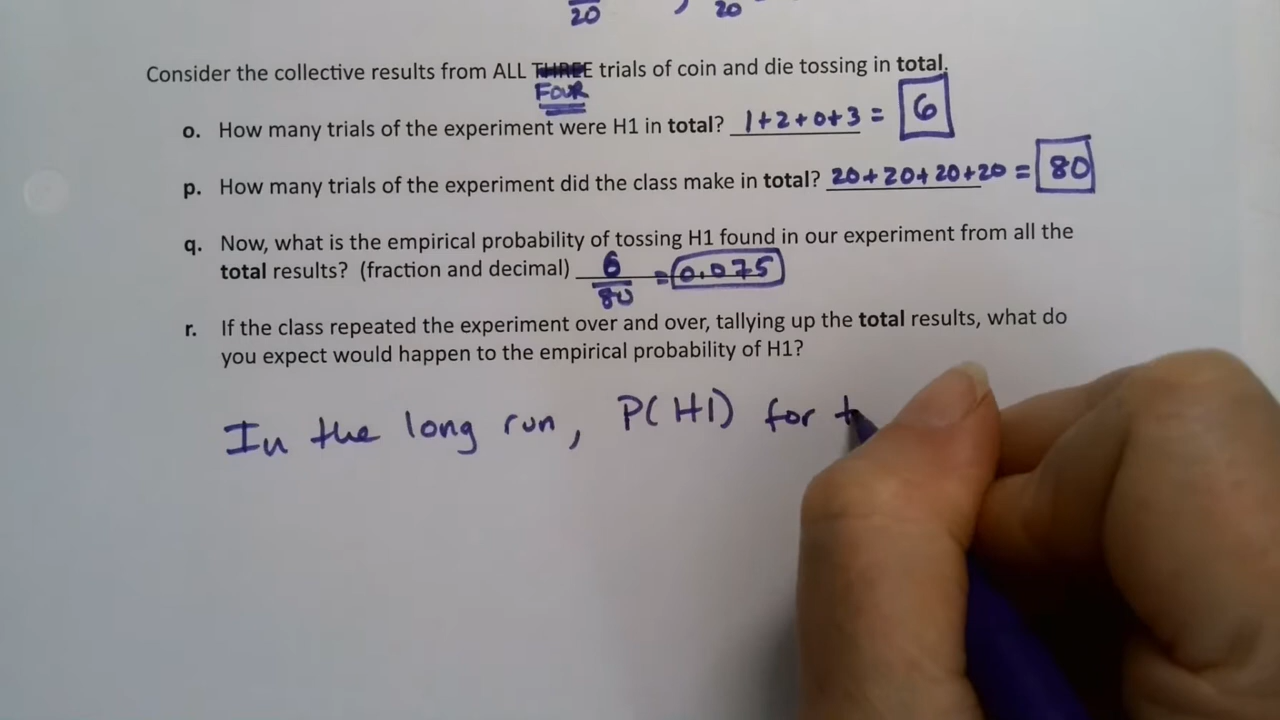 20 , 20
Consider the collective results from ALL THREE trials of coin and die tossing in total.
FOUR
o. How many trials of the experiment were H1 in total? 1+2+0+3 = 6
p. How many trials of the experiment did the class make in total? 20+20+20+20 = 80
q. Now, what is the empirical probability of tossing H1 found in our experiment from all the
total results? (fraction and decimal) 6/80 = 0.075
r. If the class repeated the experiment over and over, tallying up the total results, what do
you expect would happen to the empirical probability of H1?
In the long run, P(H1) for t